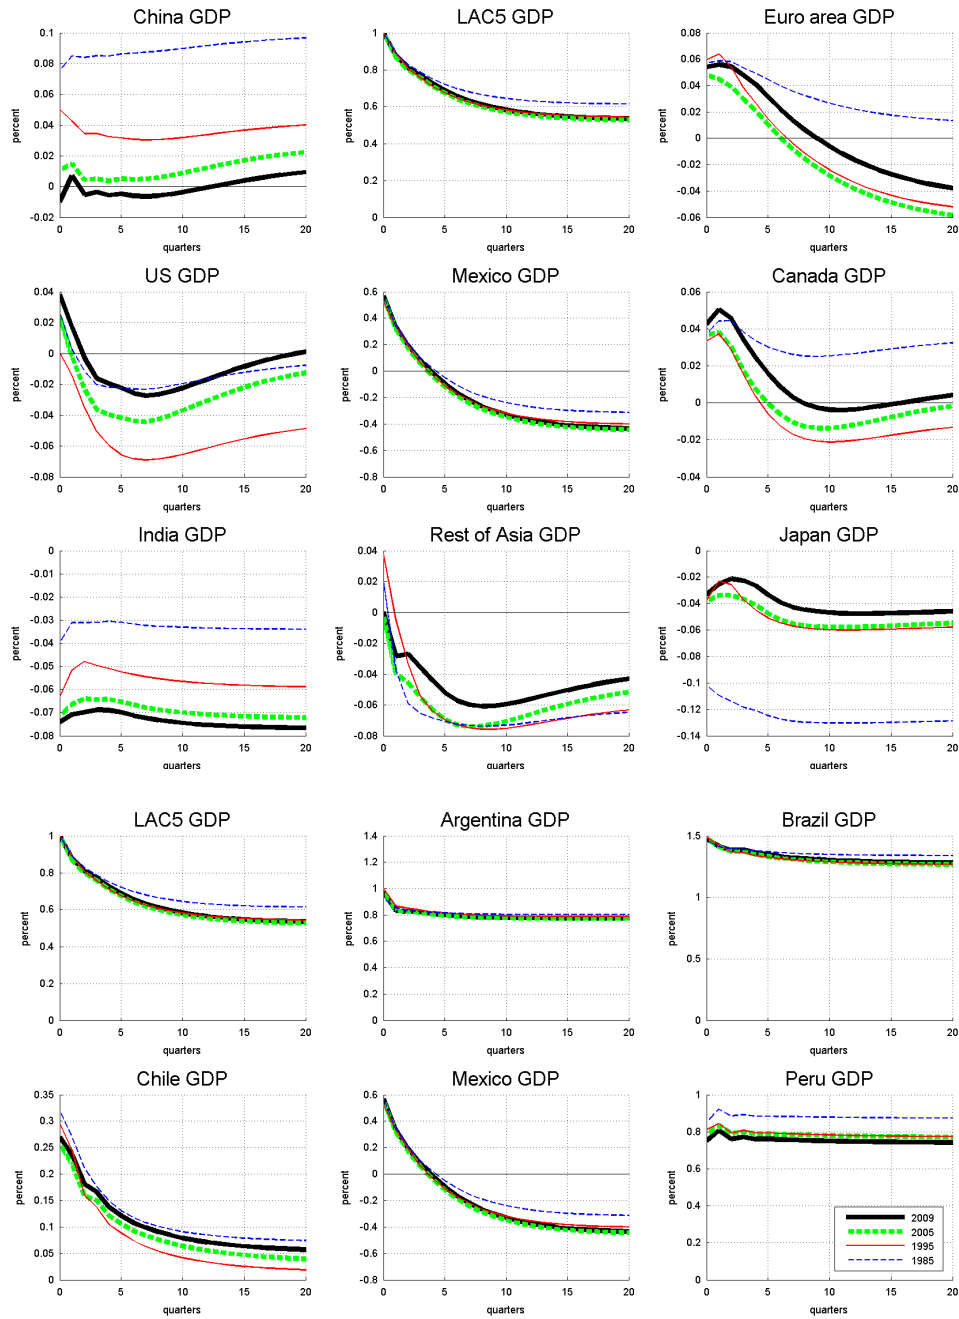 China GDP
0.1
0.08
0.06
0.04
0.02
0
-0.02
percent
0 5 10 15 20
quarters
LAC5 GDP
1
0.8
0.6
0.4
0.2
0
percent
0 5 10 15 20
quarters
Euro area GDP
0.08
0.06
0.04
0.02
0
-0.02
-0.04
-0.06
percent
0 5 10 15 20
quarters
US GDP
0.04
0.02
0
-0.02
-0.04
-0.06
-0.08
percent
0 5 10 15 20
quarters
Mexico GDP
0.6
0.4
0.2
0
-0.2
-0.4
-0.6
-0.8
percent
0 5 10 15 20
quarters
Canada GDP
0.06
0.04
0.02
0
-0.02
-0.04
percent
0 5 10 15 20
quarters
India GDP
0
-0.01
-0.02
-0.03
-0.04
-0.05
-0.06
-0.07
-0.08
percent
0 5 10 15 20
quarters
Rest of Asia GDP
0.04
0.02
0
-0.02
-0.04
-0.06
-0.08
percent
0 5 10 15 20
quarters
Japan GDP
0
-0.02
-0.04
-0.06
-0.08
-0.1
-0.12
-0.14
percent
0 5 10 15 20
quarters
LAC5 GDP
1
0.8
0.6
0.4
0.2
0
percent
0 5 10 15 20
quarters
Argentina GDP
1.4
1.2
1
0.8
0.6
0.4
0.2
0
percent
0 5 10 15 20
quarters
Brazil GDP
1.5
1
0.5
0
percent
0 5 10 15 20
quarters
Chile GDP
0.35
0.3
0.25
0.2
0.15
0.1
0.05
0
percent
0 5 10 15 20
quarters
Mexico GDP
0.6
0.4
0.2
0
-0.2
-0.4
-0.6
-0.8
percent
0 5 10 15 20
quarters
Peru GDP
1
0.8
0.6
0.4
0.2
0
percent
0 5 10 15 20
quarters
2009
2005
1995
1985